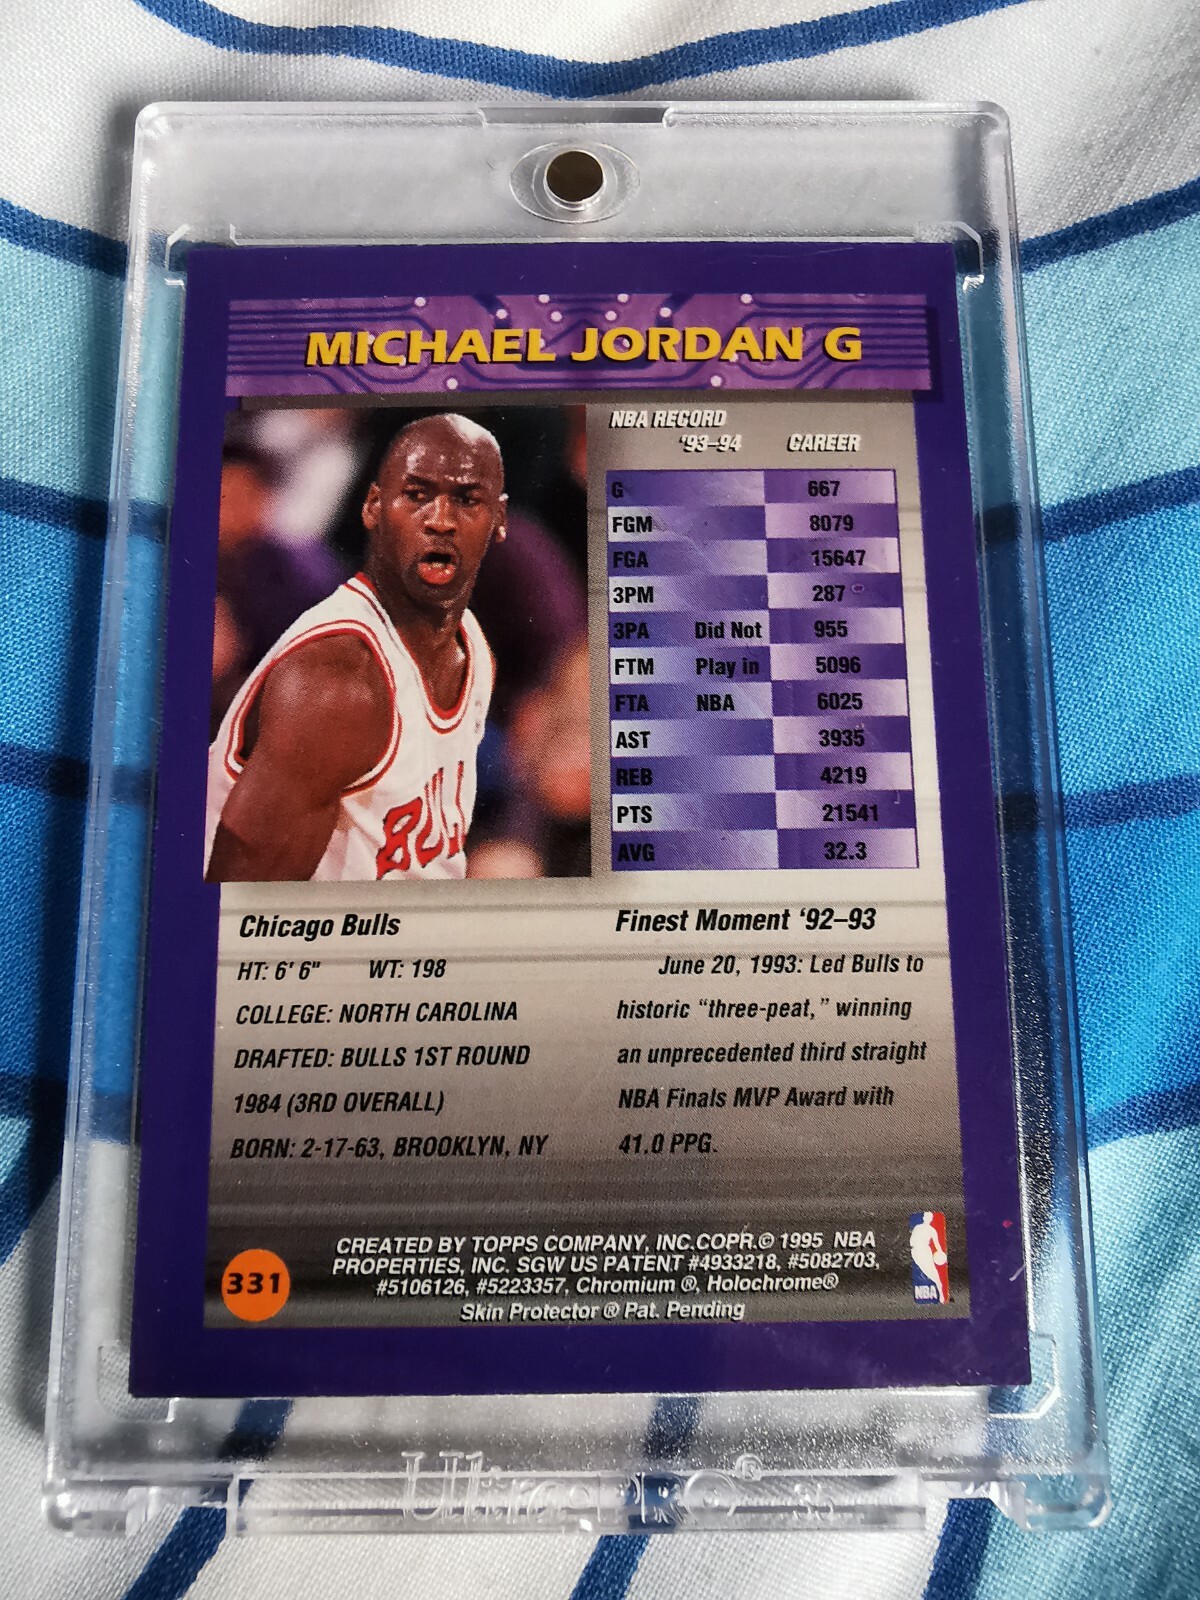 MICHAEL JORDAN G
NBA RECORD
'93–94 CAREER
G 667
FGM 8079
FGA 15647
3PM 287
3PA Did Not 955
FTM Play in 5096
FTA NBA 6025
AST 3935
REB 4219
PTS 21541
AVG 32.3
BULL
Chicago Bulls
HT: 6' 6" WT: 198
COLLEGE: NORTH CAROLINA
DRAFTED: BULLS 1ST ROUND
1984 (3RD OVERALL)
BORN: 2-17-63, BROOKLYN, NY
Finest Moment '92–93
June 20, 1993: Led Bulls to
historic "three-peat," winning
an unprecedented third straight
NBA Finals MVP Award with
41.0 PPG.
331
CREATED BY TOPPS COMPANY, INC.COPR.© 1995 NBA
PROPERTIES, INC. SGW US PATENT #4933218, #5082703,
#5106126, #5223357, Chromium ®, Holochrome®
Skin Protector ® Pat. Pending
NBA
Ultra PRO®